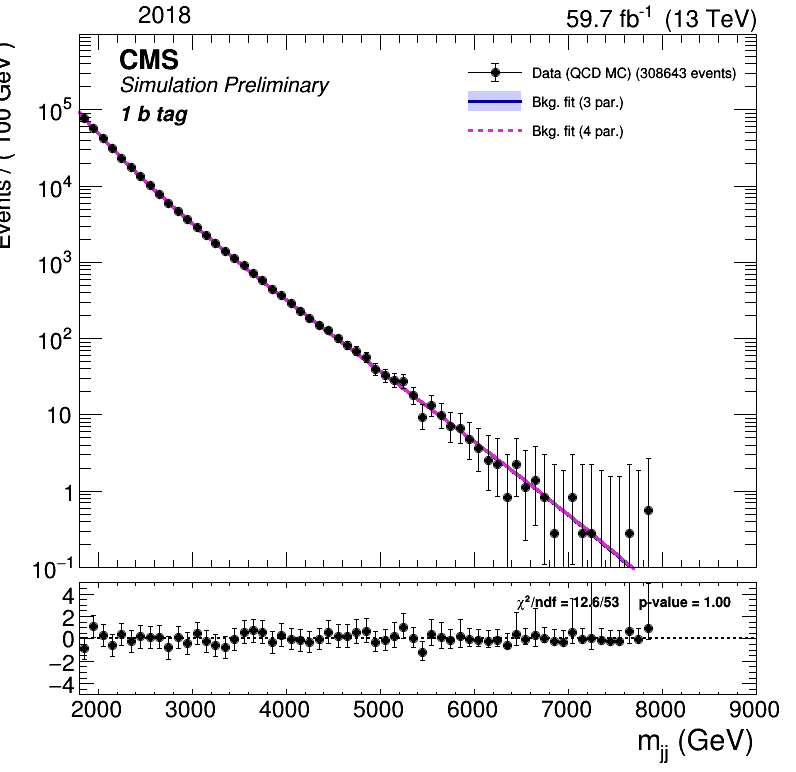 2018
59.7 fb⁻¹ (13 TeV)
CMS
Simulation Preliminary
1 b tag
Data (QCD MC) (308643 events)
Bkg. fit (3 par.)
Bkg. fit (4 par.)
Events / ( 100 GeV )
10⁵
10⁴
10³
10²
10
1
10⁻¹
χ²/ndf = 12.6/53 p-value = 1.00
4
2
0
−2
−4
2000 3000 4000 5000 6000 7000 8000 9000
m_jj (GeV)